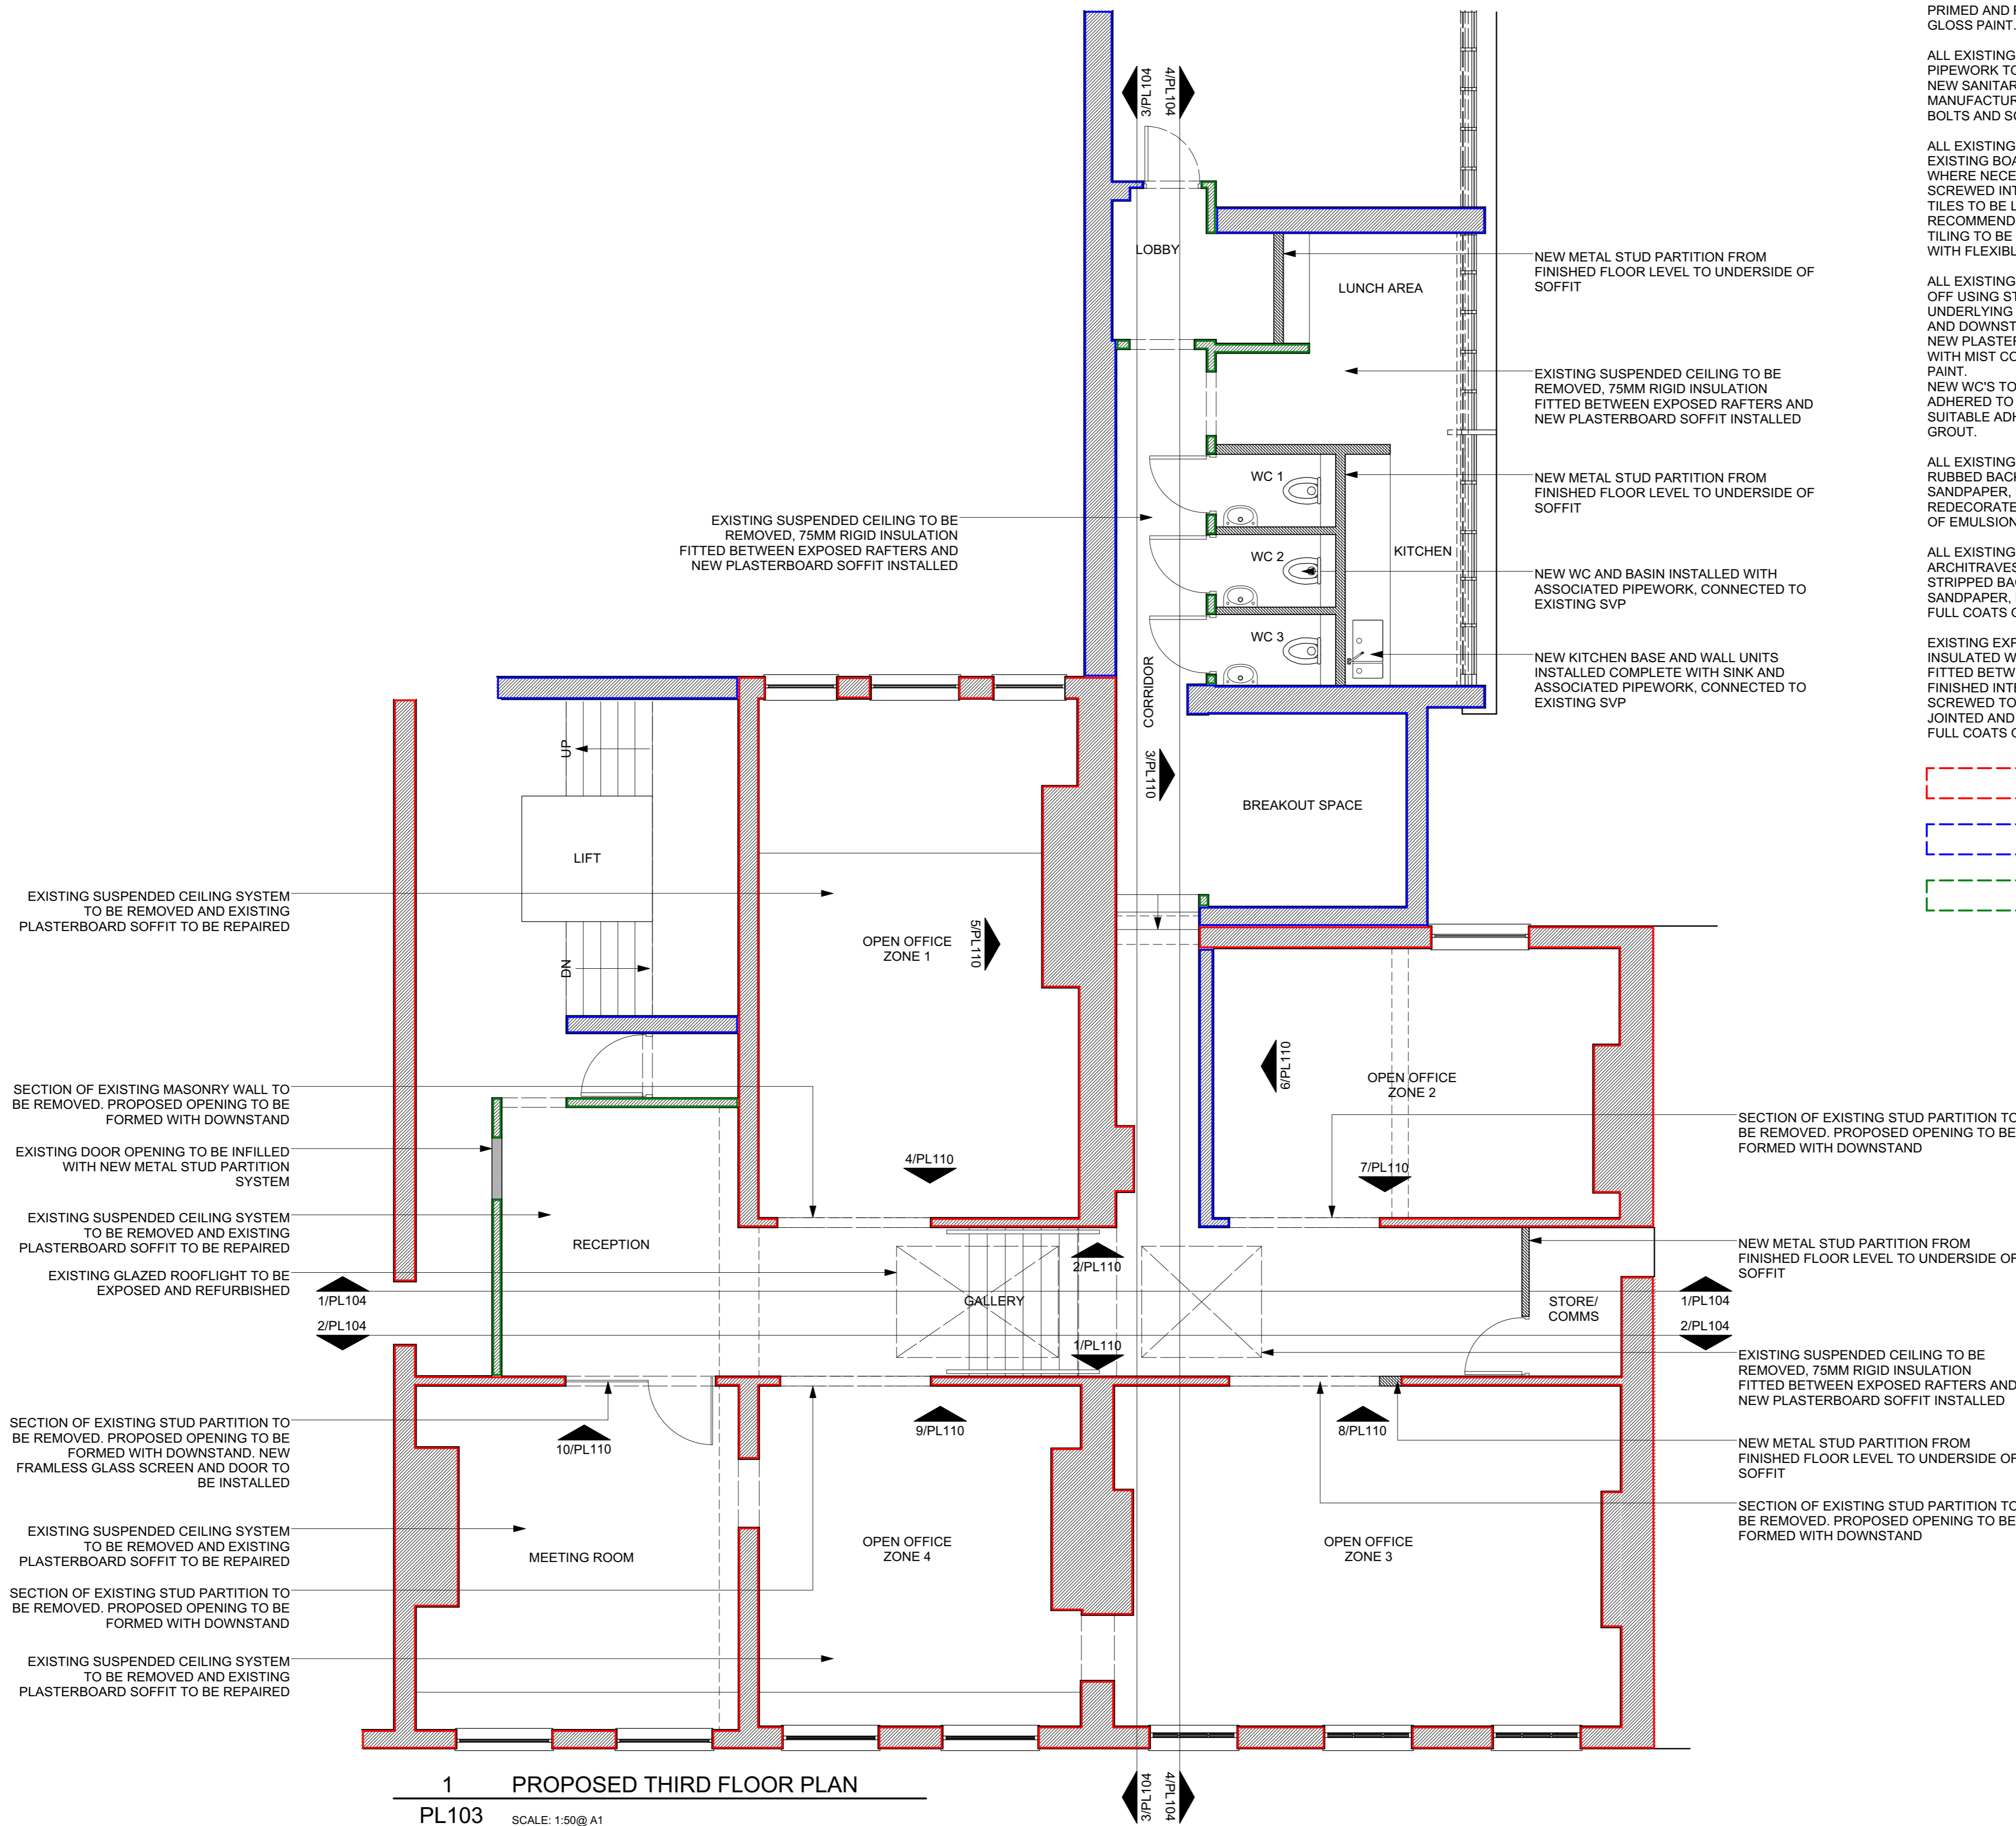 3/PL104
4/PL104
LOBBY
LUNCH AREA
NEW METAL STUD PARTITION FROM
FINISHED FLOOR LEVEL TO UNDERSIDE OF
SOFFIT
EXISTING SUSPENDED CEILING TO BE
REMOVED, 75MM RIGID INSULATION
FITTED BETWEEN EXPOSED RAFTERS AND
NEW PLASTERBOARD SOFFIT INSTALLED
WC 1
NEW METAL STUD PARTITION FROM
FINISHED FLOOR LEVEL TO UNDERSIDE OF
SOFFIT
EXISTING SUSPENDED CEILING TO BE
REMOVED, 75MM RIGID INSULATION
FITTED BETWEEN EXPOSED RAFTERS AND
NEW PLASTERBOARD SOFFIT INSTALLED
WC 2
KITCHEN
NEW WC AND BASIN INSTALLED WITH
ASSOCIATED PIPEWORK, CONNECTED TO
EXISTING SVP
WC 3
NEW KITCHEN BASE AND WALL UNITS
INSTALLED COMPLETE WITH SINK AND
ASSOCIATED PIPEWORK, CONNECTED TO
EXISTING SVP
CORRIDOR
UP
3/PL110
BREAKOUT SPACE
LIFT
EXISTING SUSPENDED CEILING SYSTEM
TO BE REMOVED AND EXISTING
PLASTERBOARD SOFFIT TO BE REPAIRED
OPEN OFFICE
ZONE 1
5/PL110
DN
6/PL110
OPEN OFFICE
ZONE 2
SECTION OF EXISTING MASONRY WALL TO
BE REMOVED. PROPOSED OPENING TO BE
FORMED WITH DOWNSTAND
SECTION OF EXISTING STUD PARTITION TO
BE REMOVED. PROPOSED OPENING TO BE
FORMED WITH DOWNSTAND
EXISTING DOOR OPENING TO BE INFILLED
WITH NEW METAL STUD PARTITION
SYSTEM
4/PL110
7/PL110
EXISTING SUSPENDED CEILING SYSTEM
TO BE REMOVED AND EXISTING
PLASTERBOARD SOFFIT TO BE REPAIRED
RECEPTION
NEW METAL STUD PARTITION FROM
FINISHED FLOOR LEVEL TO UNDERSIDE OF
SOFFIT
EXISTING GLAZED ROOFLIGHT TO BE
EXPOSED AND REFURBISHED
2/PL110
1/PL104
GALLERY
STORE/
COMMS
1/PL104
2/PL104
1/PL110
2/PL104
EXISTING SUSPENDED CEILING TO BE
REMOVED, 75MM RIGID INSULATION
FITTED BETWEEN EXPOSED RAFTERS AND
NEW PLASTERBOARD SOFFIT INSTALLED
SECTION OF EXISTING STUD PARTITION TO
BE REMOVED. PROPOSED OPENING TO BE
FORMED WITH DOWNSTAND. NEW
FRAMLESS GLASS SCREEN AND DOOR TO
BE INSTALLED
10/PL110
9/PL110
8/PL110
NEW METAL STUD PARTITION FROM
FINISHED FLOOR LEVEL TO UNDERSIDE OF
SOFFIT
SECTION OF EXISTING STUD PARTITION TO
BE REMOVED. PROPOSED OPENING TO BE
FORMED WITH DOWNSTAND
EXISTING SUSPENDED CEILING SYSTEM
TO BE REMOVED AND EXISTING
PLASTERBOARD SOFFIT TO BE REPAIRED
MEETING ROOM
OPEN OFFICE
ZONE 4
OPEN OFFICE
ZONE 3
SECTION OF EXISTING STUD PARTITION TO
BE REMOVED. PROPOSED OPENING TO BE
FORMED WITH DOWNSTAND
EXISTING SUSPENDED CEILING SYSTEM
TO BE REMOVED AND EXISTING
PLASTERBOARD SOFFIT TO BE REPAIRED
1 PROPOSED THIRD FLOOR PLAN
PL103 SCALE: 1:50@ A1
3/PL104
4/PL104
PRIMED AND
GLOSS PAINT.
ALL EXISTING
PIPEWORK
NEW
BOLTS AND
ALL EXISTING
EXISTING
WHERE
SCREWED
TILES TO BE
TILING TO BE
WITH
ALL EXISTING
OFF USING
UNDERLYING
AND
NEW
WITH MIST
PAINT.
NEW WC'S TO
ADHERED TO
SUITABLE
GROUT.
ALL EXISTING
RUBBED
SANDPAPER,
OF EMULSION
ALL EXISTING
STRIPPED
SANDPAPER,
FULL COATS
EXISTING
INSULATED
FITTED
FINISHED
SCREWED TO
JOINTED AND
FULL COATS